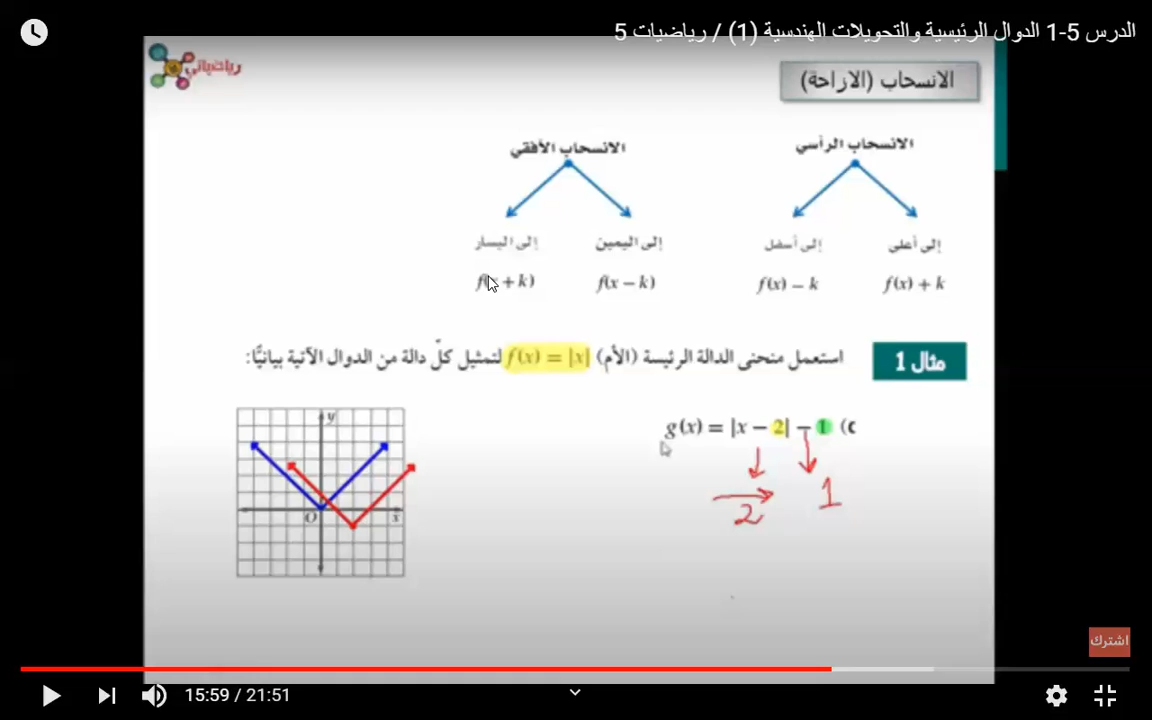 الدرس 5-1 الدوال الرئيسية والتحويلات الهندسية (1) / رياضيات 5
رياضياتي
الانسحاب (الازاحة)
الانسحاب الرأسي
الانسحاب الأفقي
إلى أعلى
إلى أسفل
إلى اليمين
إلى اليسار
f(x) + k
f(x) − k
f(x − k)
f(x + k)
مثال 1
استعمل منحنى الدالة الرئيسة (الأم) f(x) = |x| لتمثيل كلّ دالة من الدوال الآتية بيانيًّا:
g(x) = |x − 2| − 1 (c
2
1
y
O
x
اشترك
15:59 / 21:51